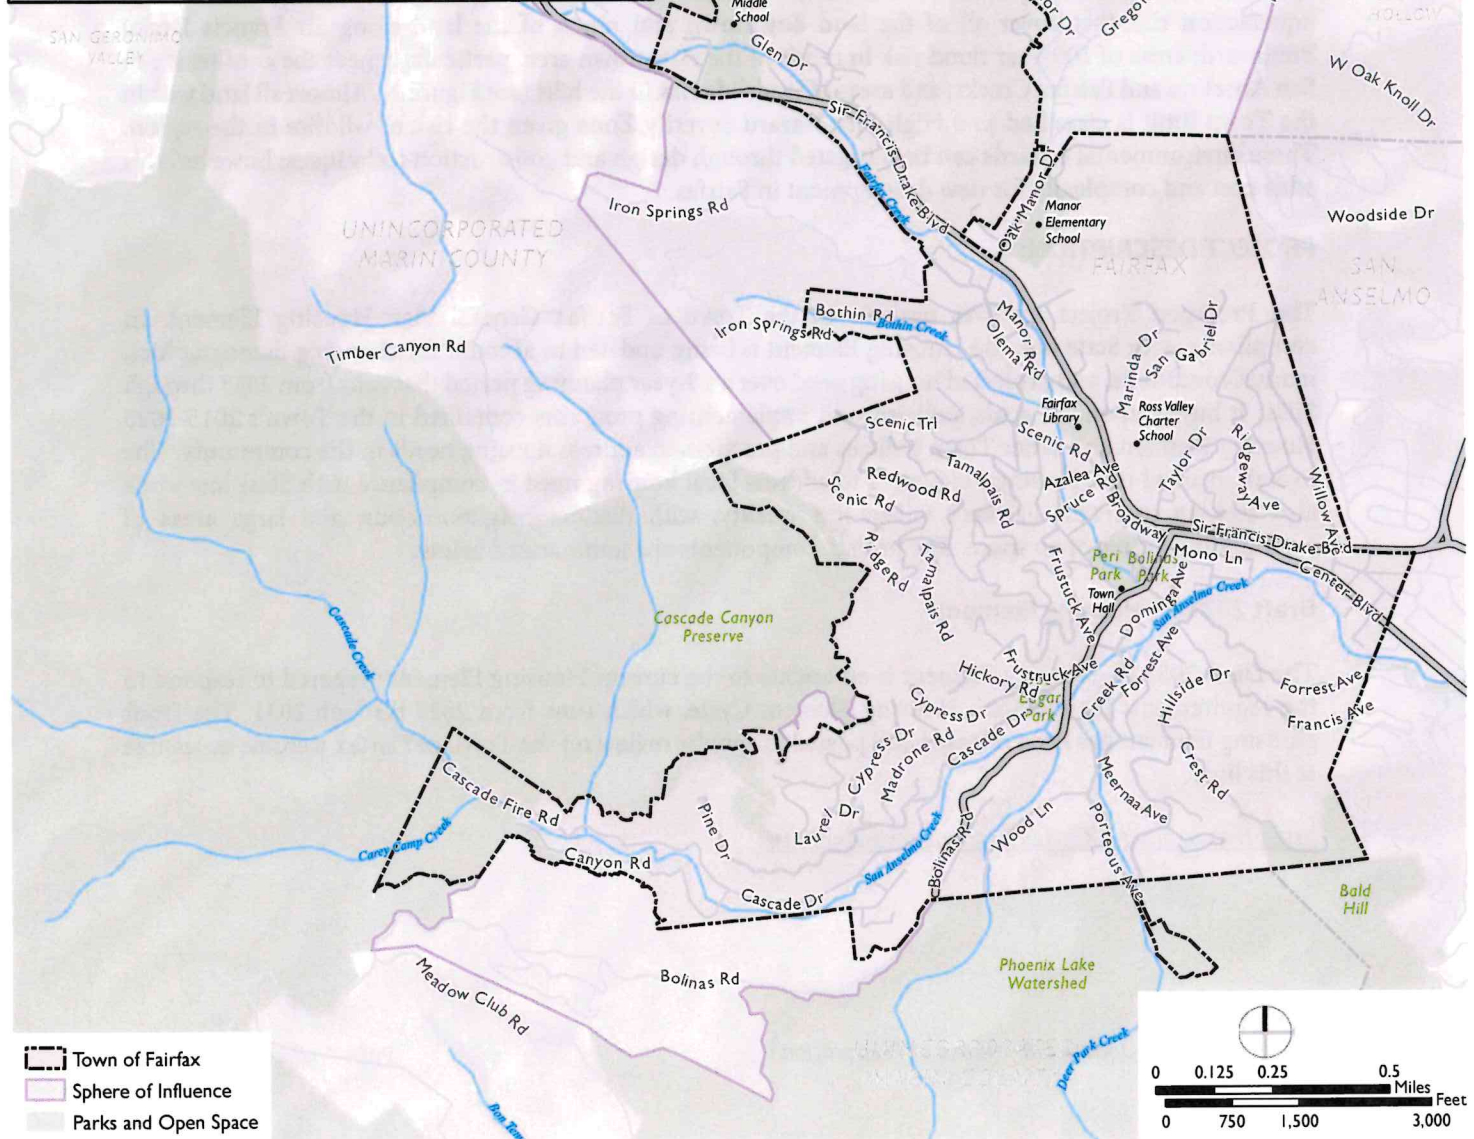 Middle
School
Glen Dr
SAN GERONIMO
VALLEY
HOLLOW
W Oak Knoll Dr
Sir Francis Drake Blvd
Fairfax Creek
Oak Manor Dr
Manor
Elementary
School
Iron Springs Rd
Woodside Dr
UNINCORPORATED
MARIN COUNTY
FAIRFAX
SAN
ANSELMO
Bothin Rd
Iron Springs Rd
Bothin Creek
Manor Rd
Olema Rd
Marinda Dr
San Gabriel Dr
Timber Canyon Rd
Fairfax
Library
Ross Valley
Charter
School
Scenic Trl
Scenic Rd
Taylor Dr
Ridgeway Ave
Willow Ave
Redwood Rd
Scenic Rd
Tamalpais Rd
Azalea Ave
Spruce Rd
Broadway
Sir Francis Drake Blvd
Ridge Rd
Tamalpais Rd
Frustuck Ave
Peri
Park
Bolinas
Park
Mono Ln
Town
Hall
Dominga Ave
San Anselmo Creek
Center Blvd
Cascade Canyon
Preserve
Cascade Creek
Forrest Ave
Hickory Rd
Frustruck Ave
Creek Rd
Hillside Dr
Forrest Ave
Francis Ave
Park
Cypress Dr
Cascade Dr
Cypress Dr
Madrone Rd
Crest Rd
Meernaa Ave
Cascade Fire Rd
Pine Dr
Laurel Dr
Wood Ln
Porteous Ave
Carey Camp Creek
Canyon Rd
San Anselmo Creek
Bolinas Rd
Cascade Dr
Bald
Hill
Bolinas Rd
Meadow Club Rd
Phoenix Lake
Watershed
Deer Park Creek
Town of Fairfax
Sphere of Influence
Parks and Open Space
0 0.125 0.25 0.5
Miles
Feet
0 750 1,500 3,000